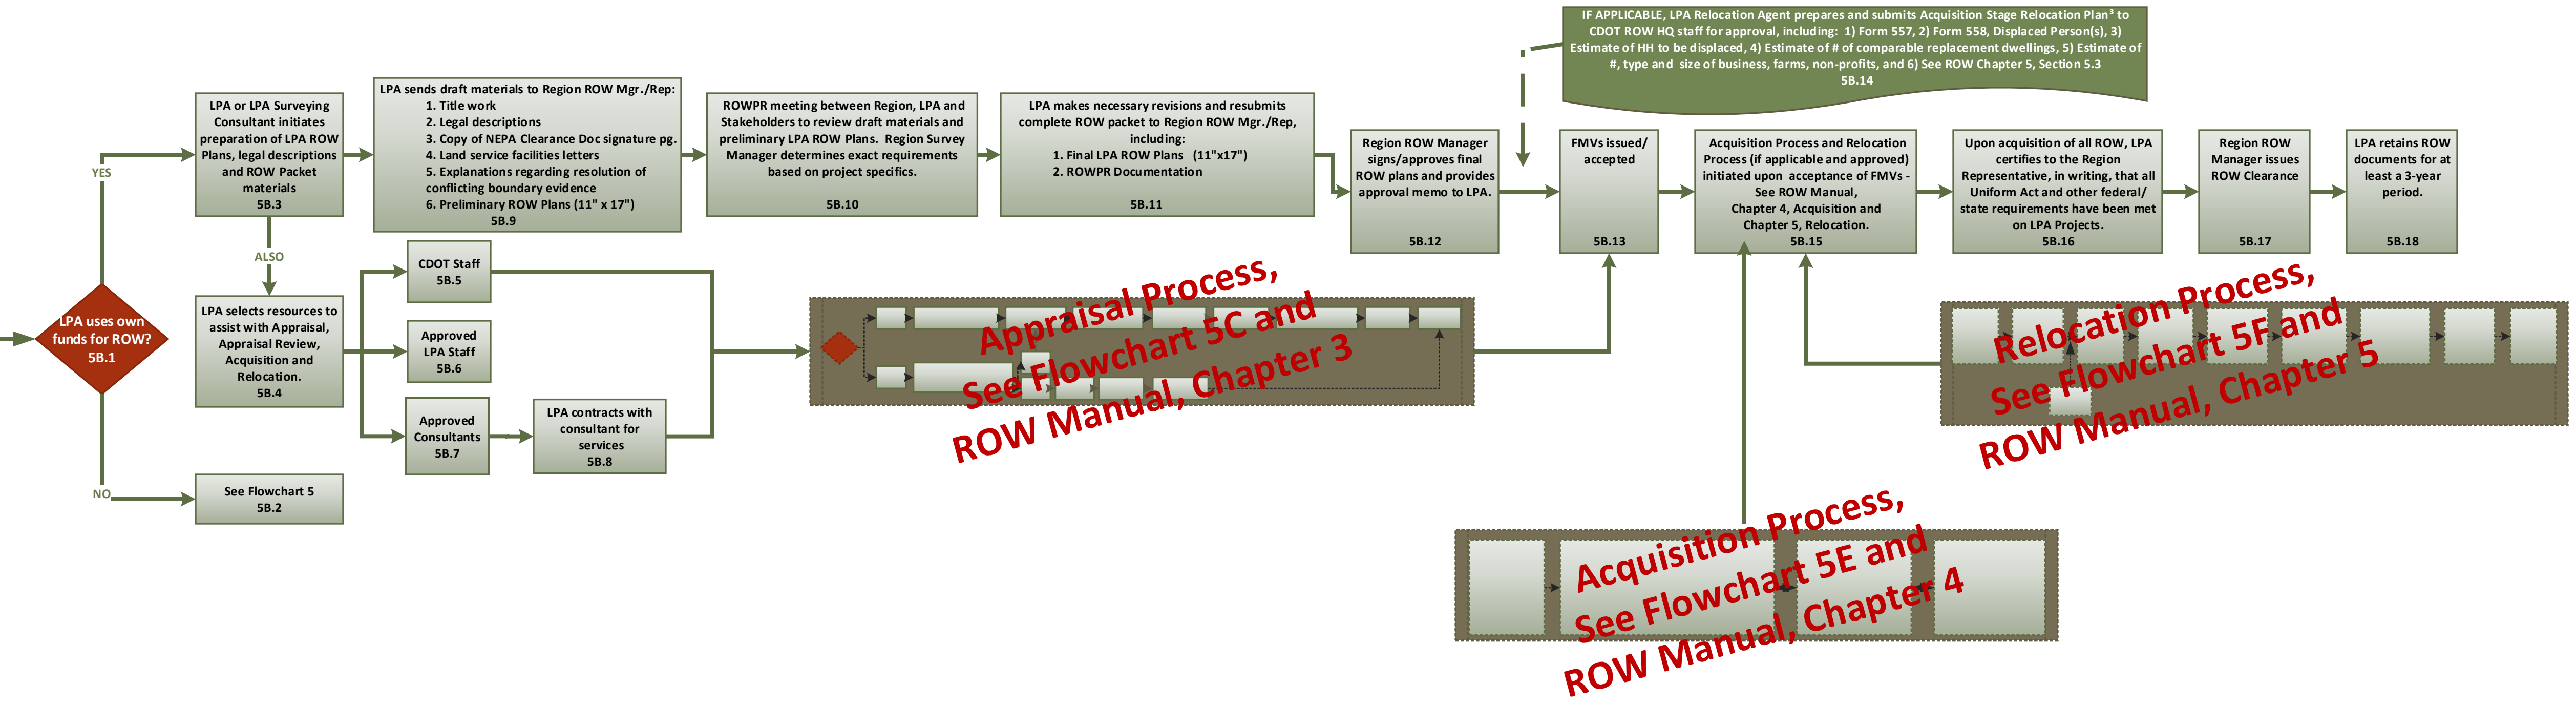 IF APPLICABLE, LPA Relocation Agent prepares and submits Acquisition Stage Relocation Plan³ to
CDOT ROW HQ staff for approval, including: 1) Form 557, 2) Form 558, Displaced Person(s), 3)
Estimate of HH to be displaced, 4) Estimate of # of comparable replacement dwellings, 5) Estimate of
#, type and size of business, farms, non-profits, and 6) See ROW Chapter 5, Section 5.3
5B.14
LPA uses own
funds for ROW?
5B.1
YES
LPA or LPA Surveying
Consultant initiates
preparation of LPA ROW
Plans, legal descriptions
and ROW Packet
materials
5B.3
LPA sends draft materials to Region ROW Mgr./Rep:
1. Title work
2. Legal descriptions
3. Copy of NEPA Clearance Doc signature pg.
4. Land service facilities letters
5. Explanations regarding resolution of
conflicting boundary evidence
6. Preliminary ROW Plans (11" x 17")
5B.9
ROWPR meeting between Region, LPA and
Stakeholders to review draft materials and
preliminary LPA ROW Plans. Region Survey
Manager determines exact requirements
based on project specifics.
5B.10
LPA makes necessary revisions and resubmits
complete ROW packet to Region ROW Mgr./Rep,
including:
1. Final LPA ROW Plans (11"x17")
2. ROWPR Documentation
5B.11
Region ROW Manager
signs/approves final
ROW plans and provides
approval memo to LPA.
5B.12
FMVs issued/
accepted
5B.13
Acquisition Process and Relocation
Process (if applicable and approved)
initiated upon acceptance of FMVs -
See ROW Manual,
Chapter 4, Acquisition and
Chapter 5, Relocation.
5B.15
Upon acquisition of all ROW, LPA
certifies to the Region
Representative, in writing, that all
Uniform Act and other federal/
state requirements have been met
on LPA Projects.
5B.16
Region ROW
Manager issues
ROW Clearance
5B.17
LPA retains ROW
documents for at
least a 3-year
period.
5B.18
ALSO
LPA selects resources to
assist with Appraisal,
Appraisal Review,
Acquisition and
Relocation.
5B.4
CDOT Staff
5B.5
Approved
LPA Staff
5B.6
Approved
Consultants
5B.7
LPA contracts with
consultant for
services
5B.8
Appraisal Process,
See Flowchart 5C and
ROW Manual, Chapter 3
Relocation Process,
See Flowchart 5F and
ROW Manual, Chapter 5
NO
See Flowchart 5
5B.2
Acquisition Process,
See Flowchart 5E and
ROW Manual, Chapter 4